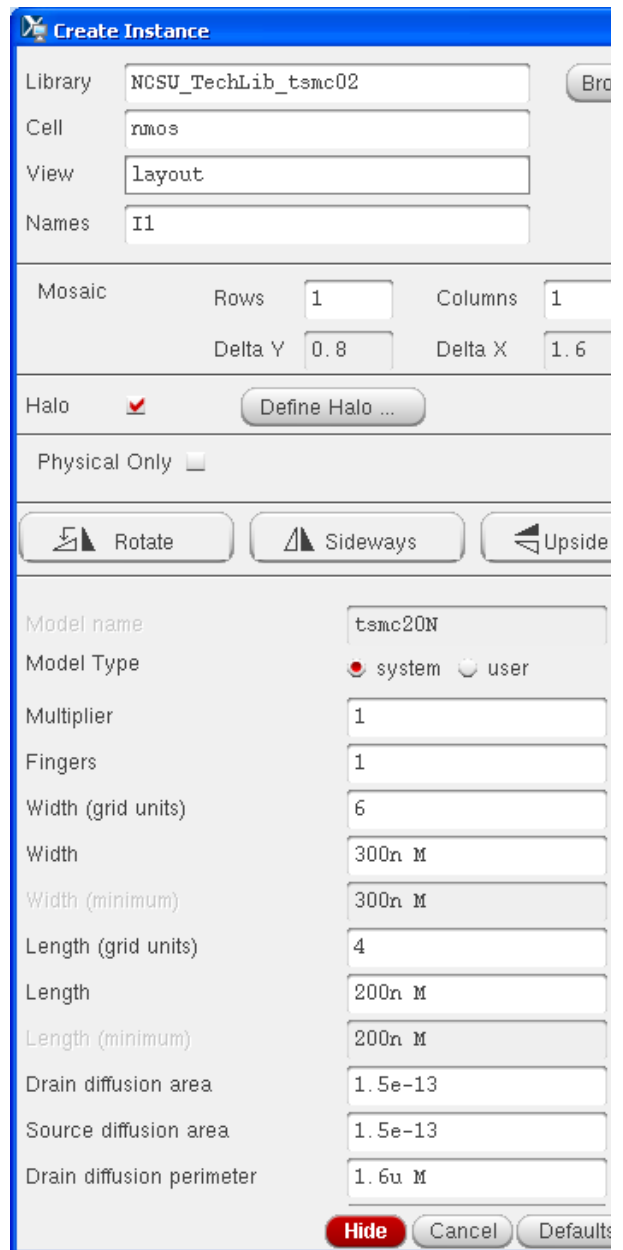 Create Instance
Library NCSU_TechLib_tsmc02 Bro
Cell nmos
View layout
Names I1
Mosaic Rows 1 Columns 1
Delta Y 0.8 Delta X 1.6
Halo Define Halo ...
Physical Only
Rotate Sideways Upside
Model name tsmc20N
Model Type system user
Multiplier 1
Fingers 1
Width (grid units) 6
Width 300n M
Width (minimum) 300n M
Length (grid units) 4
Length 200n M
Length (minimum) 200n M
Drain diffusion area 1.5e-13
Source diffusion area 1.5e-13
Drain diffusion perimeter 1.6u M
Hide Cancel Defaults